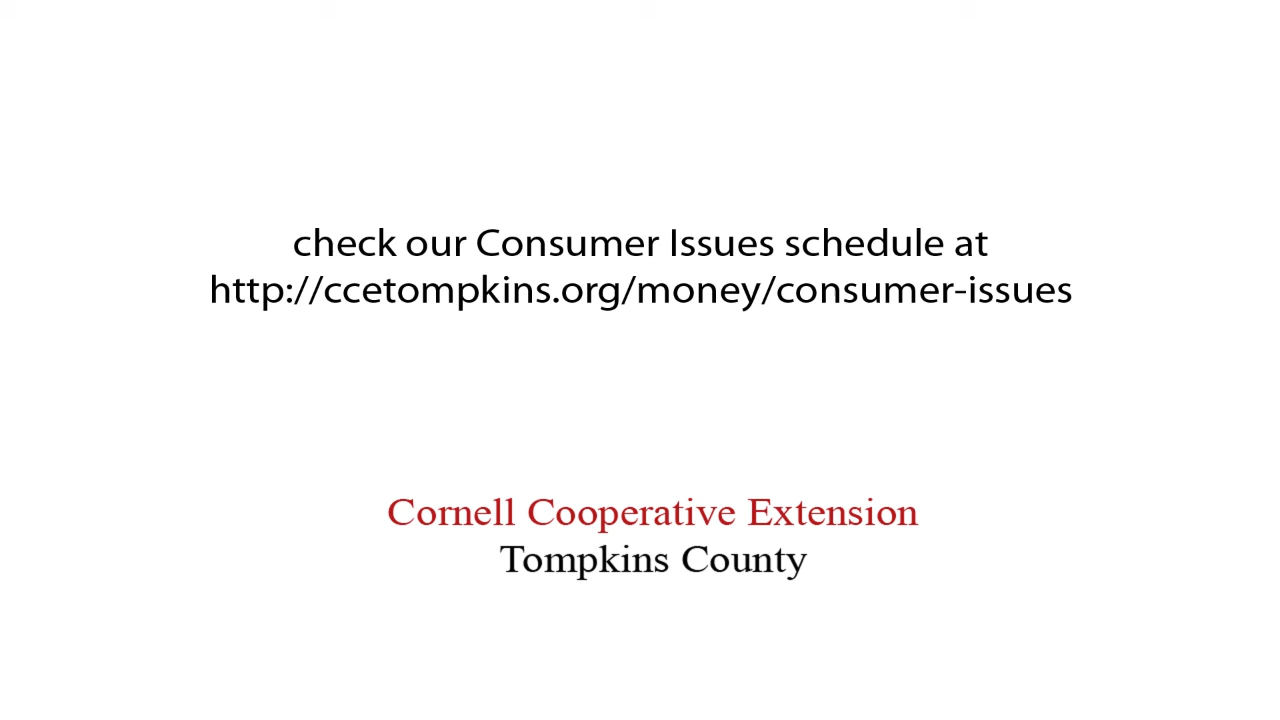 check our Consumer Issues schedule at
http://ccetompkins.org/money/consumer-issues
Cornell Cooperative Extension
Tompkins County